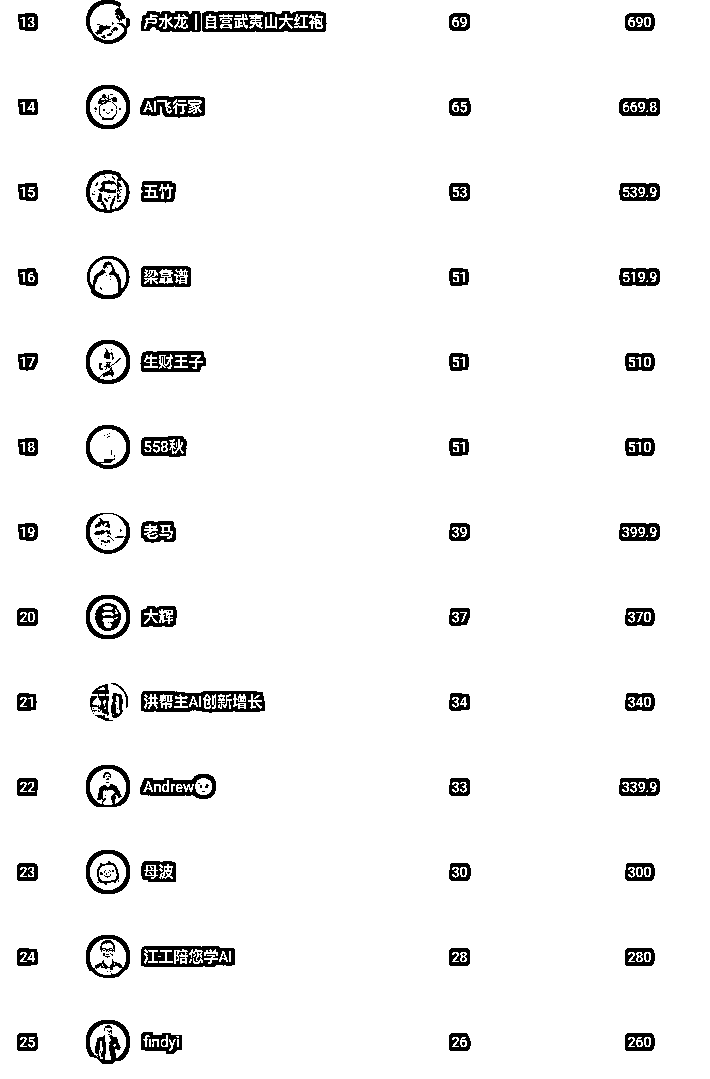 13 卢水龙｜自营武夷山大红袍 69 690
14 AI飞行家 65 669.8
15 五竹 53 539.9
16 梁靠谱 51 519.9
17 生财王子 51 510
18 558秋 51 510
19 老马 39 399.9
20 大辉 37 370
21 洪帮主AI创新增长 34 340
22 Andrew 33 339.9
23 母波 30 300
24 江工陪您学AI 28 280
25 findyi 26 260